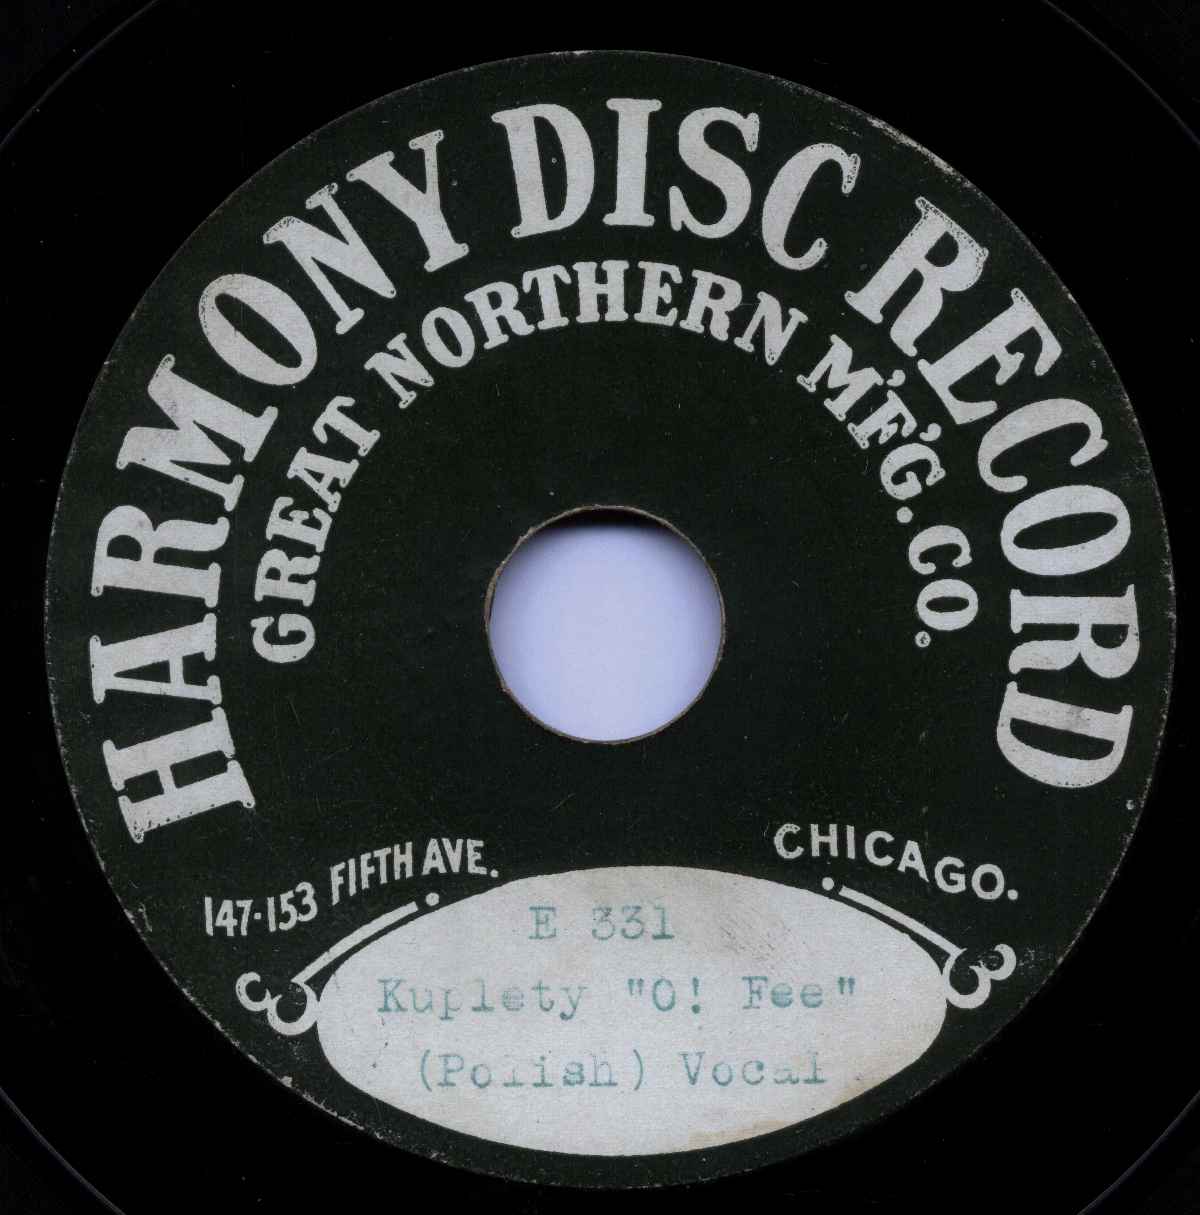 HARMONY DISC RECORD
GREAT NORTHERN M'F'G. CO.
147-153 FIFTH AVE.
CHICAGO.
E 331
Kuplety "O! Fee"
(Polish) Vocal